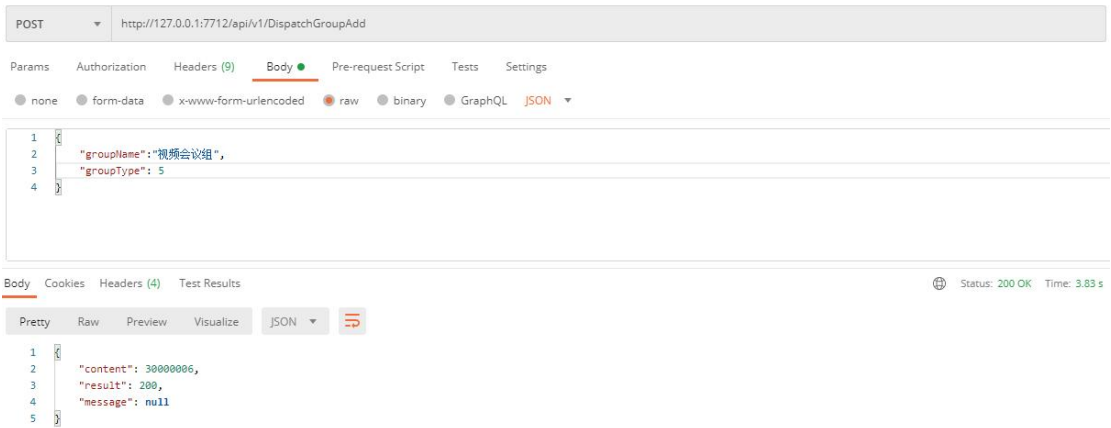 POST http://127.0.0.1:7712/api/v1/DispatchGroupAdd
Params Authorization Headers (9) Body Pre-request Script Tests Settings
none form-data x-www-form-urlencoded raw binary GraphQL JSON
1 {
2 "groupName":"视频会议组",
3 "groupType": 5
4 }
Body Cookies Headers (4) Test Results Status: 200 OK Time: 3.83 s
Pretty Raw Preview Visualize JSON
1 {
2 "content": 30000006,
3 "result": 200,
4 "message": null
5 }